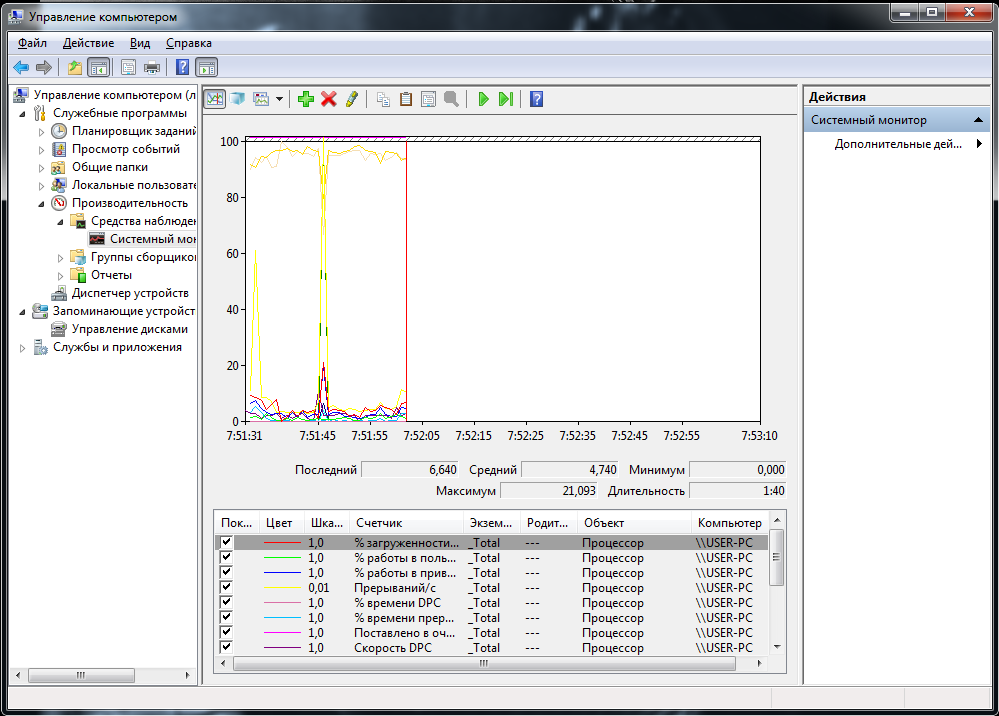 Управление компьютером
Файл Действие Вид Справка
Управление компьютером (л
Служебные программы
Планировщик заданий
Просмотр событий
Общие папки
Локальные пользовате
Производительность
Средства наблюден
Системный мон
Группы сборщиков
Отчеты
Диспетчер устройств
Запоминающие устройст
Управление дисками
Службы и приложения
100
80
60
40
20
0
7:51:31 7:51:45 7:51:55 7:52:05 7:52:15 7:52:25 7:52:35 7:52:45 7:52:55 7:53:10
Последний 6,640 Средний 4,740 Минимум 0,000
Максимум 21,093 Длительность 1:40
Пок... Цвет Шка... Счетчик Экзем... Родит... Объект Компьютер
1,0 % загруженности... _Total --- Процессор \\USER-PC
1,0 % работы в поль... _Total --- Процессор \\USER-PC
1,0 % работы в прив... _Total --- Процессор \\USER-PC
0,01 Прерываний/с _Total --- Процессор \\USER-PC
1,0 % времени DPC _Total --- Процессор \\USER-PC
1,0 % времени прер... _Total --- Процессор \\USER-PC
1,0 Поставлено в оч... _Total --- Процессор \\USER-PC
1,0 Скорость DPC _Total --- Процессор \\USER-PC
Действия
Системный монитор
Дополнительные дей...